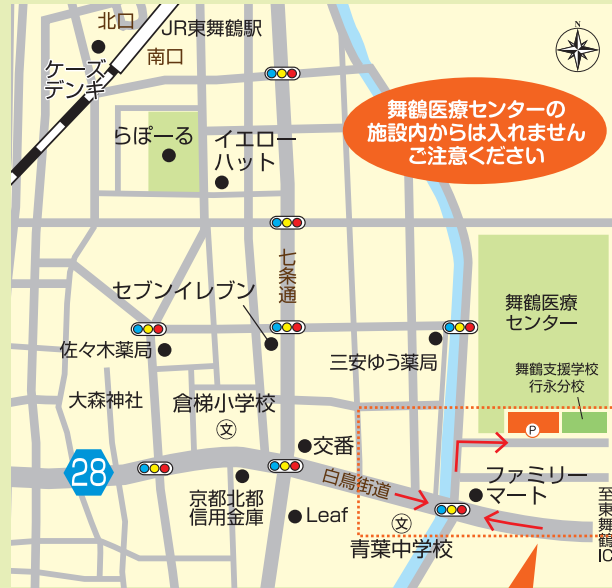 北口
JR東舞鶴駅
南口
N
ケーズ
デンキ
舞鶴医療センターの
施設内からは入れません
ご注意ください
らぽーる
イエロー
ハット
七条通
セブンイレブン
舞鶴医療
センター
佐々木薬局
三安ゆう薬局
舞鶴支援学校
行永分校
大森神社
倉梯小学校
文
P
交番
28
白鳥街道
ファミリー
マート
京都北都
信用金庫
Leaf
文
青葉中学校
至東舞鶴IC